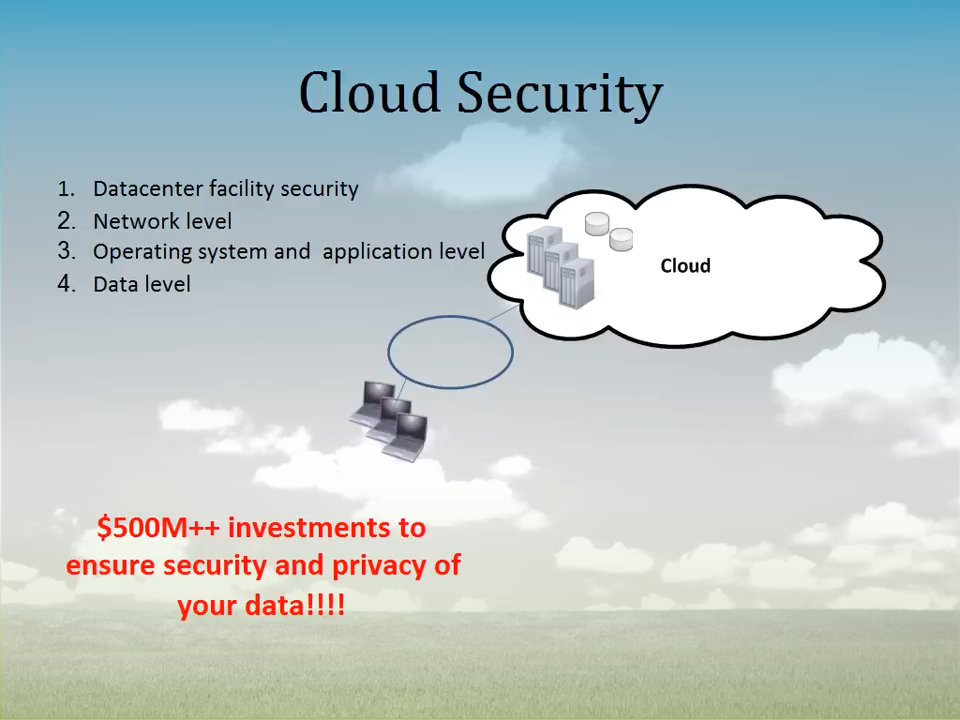 Cloud Security
1. Datacenter facility security
2. Network level
3. Operating system and application level
4. Data level
Cloud
$500M++ investments to
ensure security and privacy of
your data!!!!